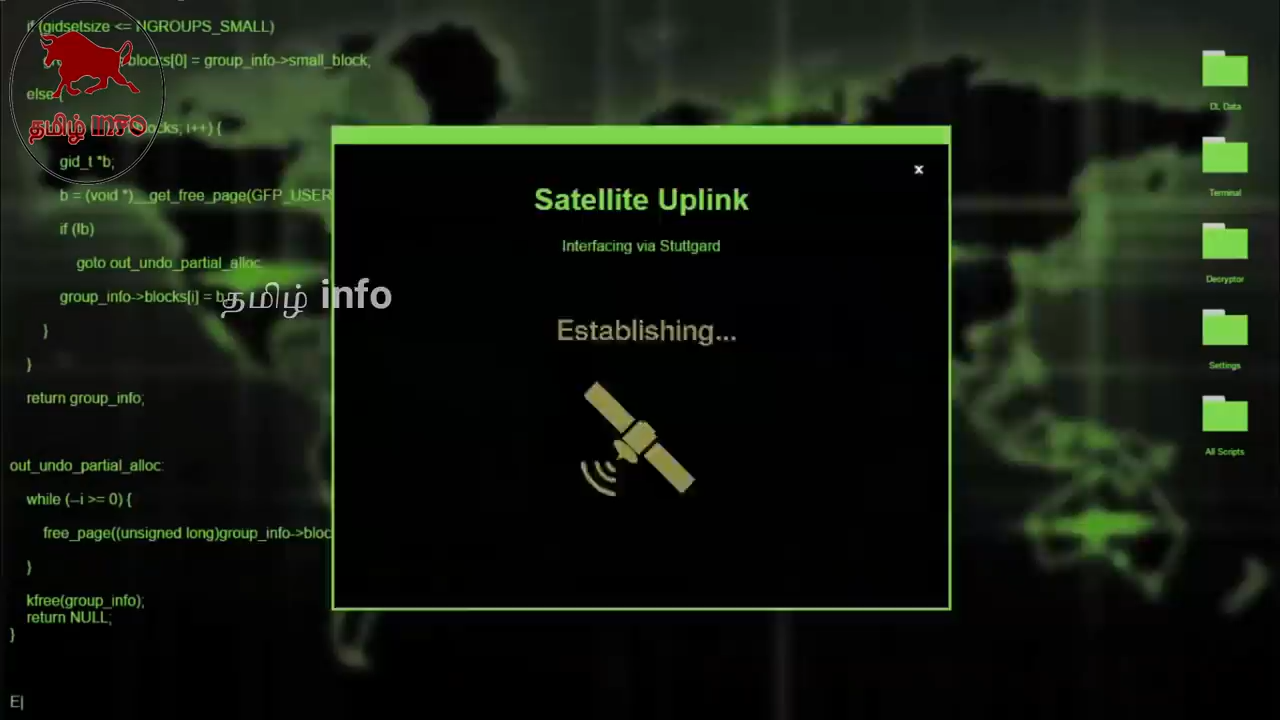 if (gidsetsize <= NGROUPS_SMALL)
blocks[0] = group_info->small_block;
else {
ocks; i++) {
gid_t *b;
b = (void *)__get_free_page(GFP_USER
if (!b)
goto out_undo_partial_alloc;
group_info->blocks[i] = b
}
}
return group_info;
out_undo_partial_alloc:
while (--i >= 0) {
free_page((unsigned long)group_info->bloc
}
kfree(group_info);
return NULL;
}
E|
தமிழ் INFO
தமிழ் info
x
Satellite Uplink
Interfacing via Stuttgard
Establishing...
DL Data
Terminal
Decryptor
Settings
All Scripts